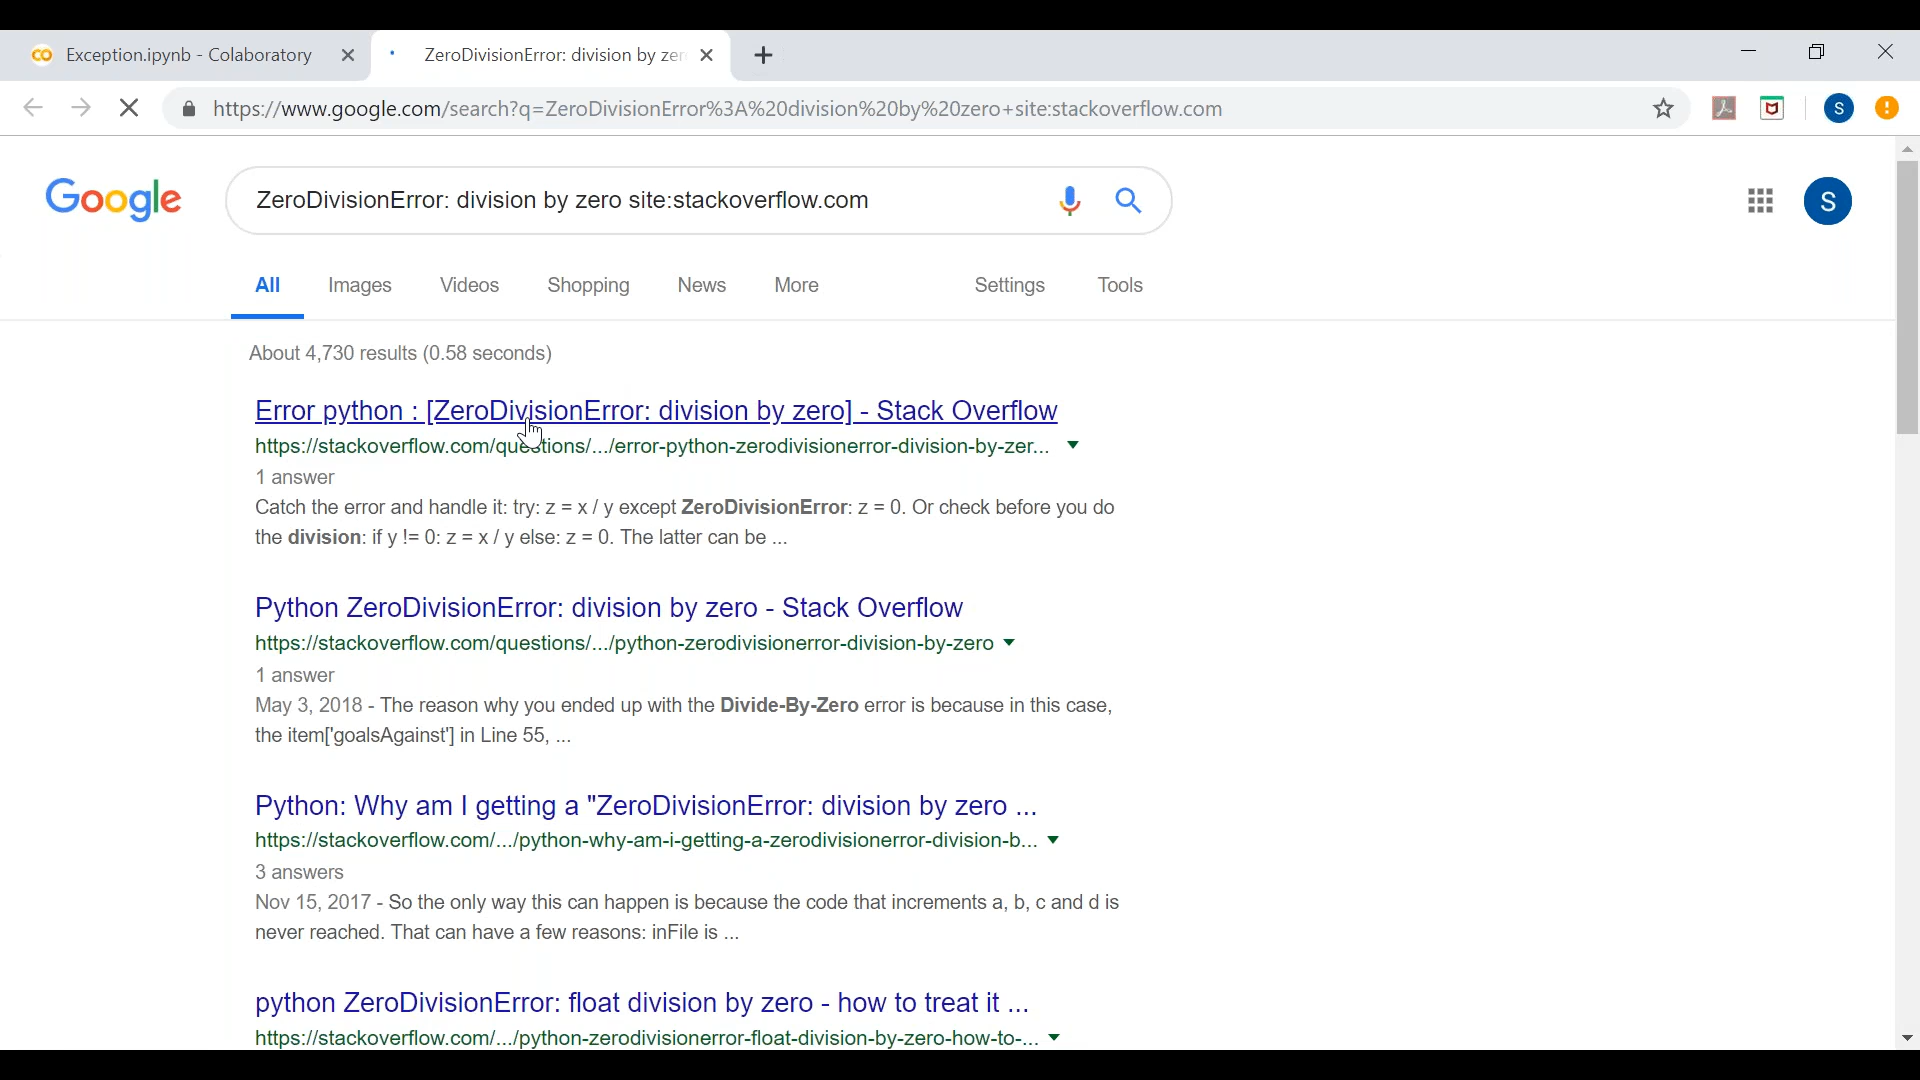 Exception.ipynb - Colaboratory
ZeroDivisionError: division by zer
https://www.google.com/search?q=ZeroDivisionError%3A%20division%20by%20zero+site:stackoverflow.com
S
Google
ZeroDivisionError: division by zero site:stackoverflow.com
S
All Images Videos Shopping News More Settings Tools
About 4,730 results (0.58 seconds)
Error python : [ZeroDivisionError: division by zero] - Stack Overflow
https://stackoverflow.com/questions/.../error-python-zerodivisionerror-division-by-zer...
1 answer
Catch the error and handle it: try: z = x / y except ZeroDivisionError: z = 0. Or check before you do
the division: if y != 0: z = x / y else: z = 0. The latter can be ...
Python ZeroDivisionError: division by zero - Stack Overflow
https://stackoverflow.com/questions/.../python-zerodivisionerror-division-by-zero
1 answer
May 3, 2018 - The reason why you ended up with the Divide-By-Zero error is because in this case,
the item['goalsAgainst'] in Line 55, ...
Python: Why am I getting a "ZeroDivisionError: division by zero ...
https://stackoverflow.com/.../python-why-am-i-getting-a-zerodivisionerror-division-b...
3 answers
Nov 15, 2017 - So the only way this can happen is because the code that increments a, b, c and d is
never reached. That can have a few reasons: inFile is ...
python ZeroDivisionError: float division by zero - how to treat it ...
https://stackoverflow.com/.../python-zerodivisionerror-float-division-by-zero-how-to-...